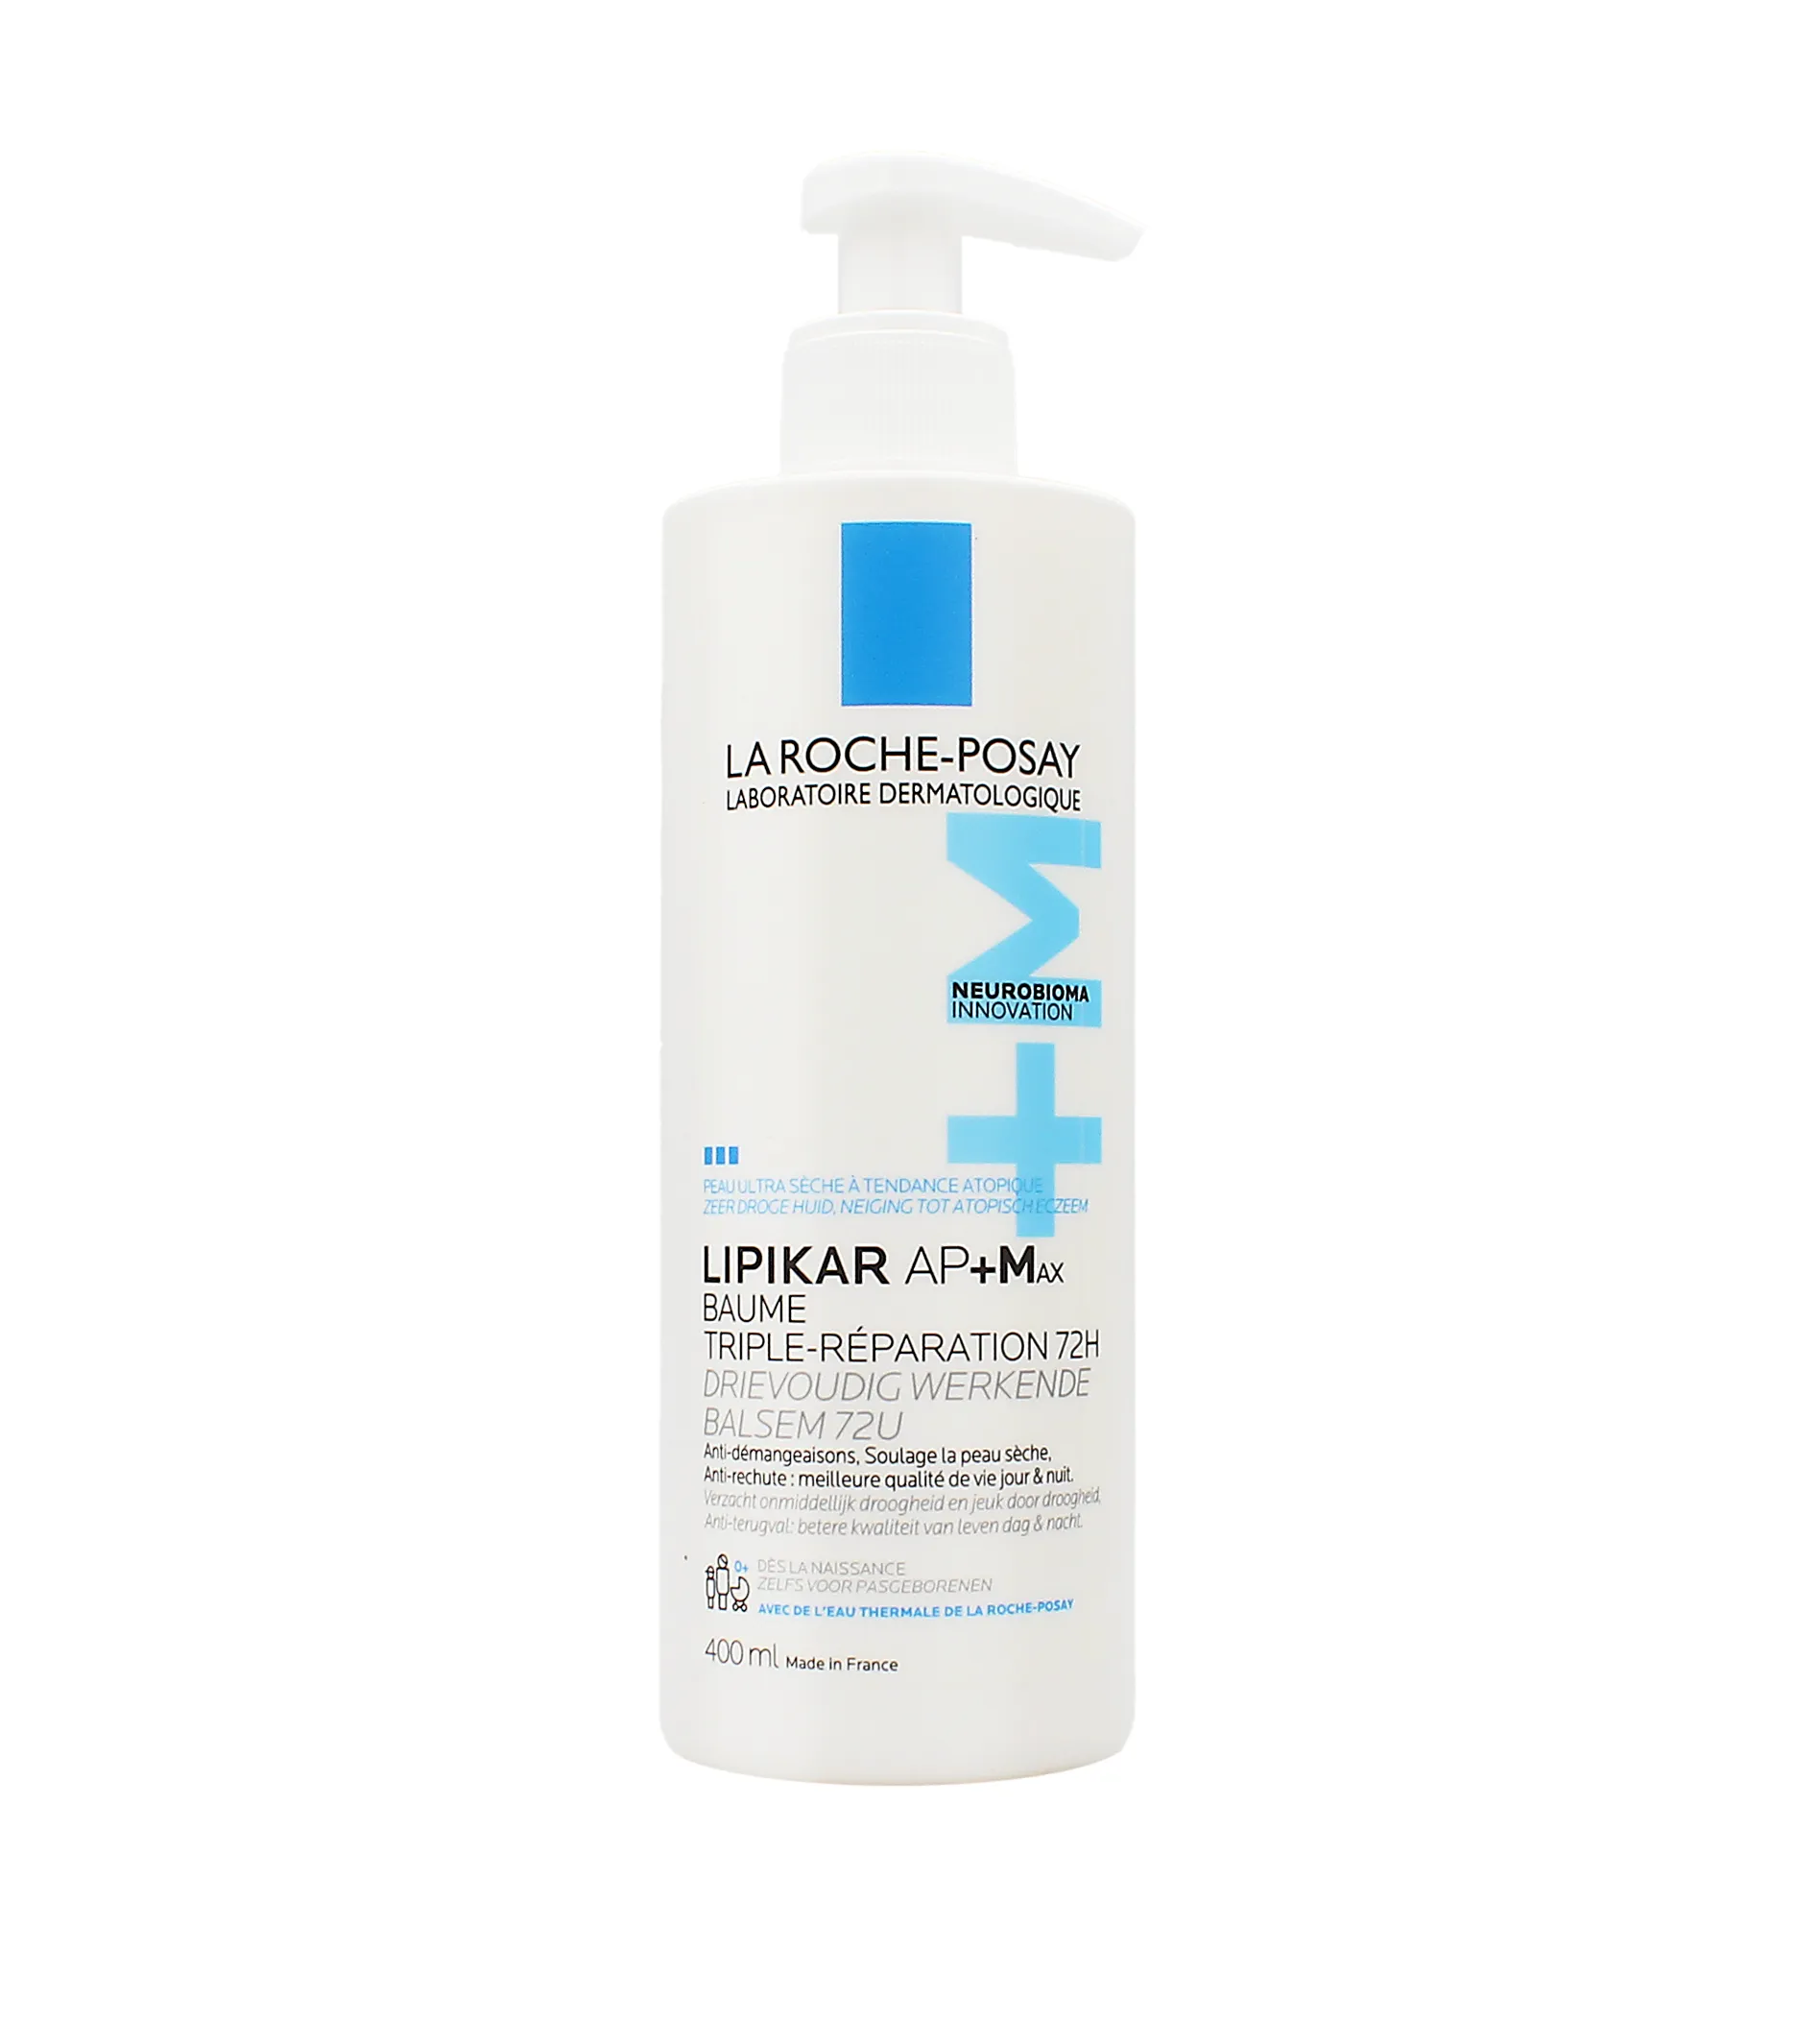 LA ROCHE-POSAY
LABORATOIRE DERMATOLOGIQUE
+M
NEUROBIOMA
INNOVATION
PEAU ULTRA SÈCHE À TENDANCE ATOPIQUE
ZEER DROGE HUID, NEIGING TOT ATOPISCH ECZEEM
LIPIKAR AP+MAX
BAUME
TRIPLE-RÉPARATION 72H
DRIEVOUDIG WERKENDE
BALSEM 72U
Anti-démangeaisons, Soulage la peau sèche,
Anti-rechute : meilleure qualité de vie jour & nuit.
Verzacht onmiddellijk droogheid en jeuk door droogheid,
Anti-terugval: betere kwaliteit van leven dag & nacht.
0+ DÈS LA NAISSANCE
ZELFS VOOR PASGEBORENEN
AVEC DE L'EAU THERMALE DE LA ROCHE-POSAY
400 ml Made in France